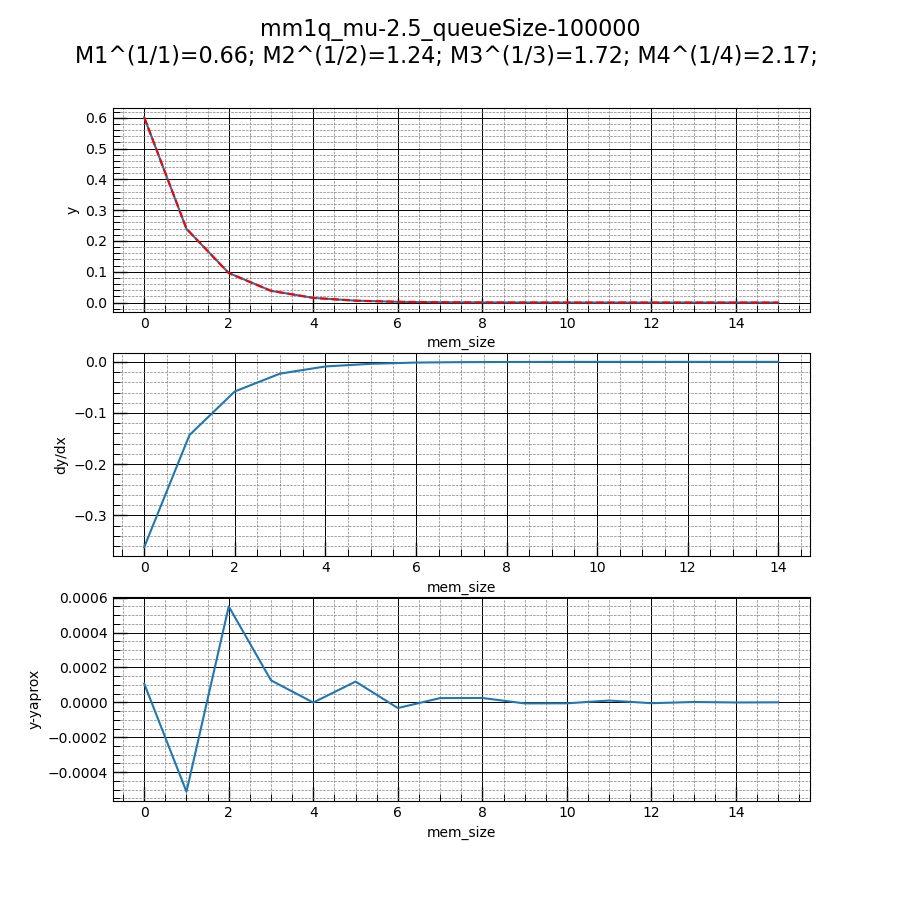 mm1q_mu-2.5_queueSize-100000
M1^(1/1)=0.66; M2^(1/2)=1.24; M3^(1/3)=1.72; M4^(1/4)=2.17;
0.6
0.5
0.4
0.3
0.2
0.1
0.0
y
0 2 4 6 8 10 12 14
mem_size
0.0
−0.1
−0.2
−0.3
dy/dx
0 2 4 6 8 10 12 14
mem_size
0.0006
0.0004
0.0002
0.0000
−0.0002
−0.0004
y-yaprox
0 2 4 6 8 10 12 14
mem_size